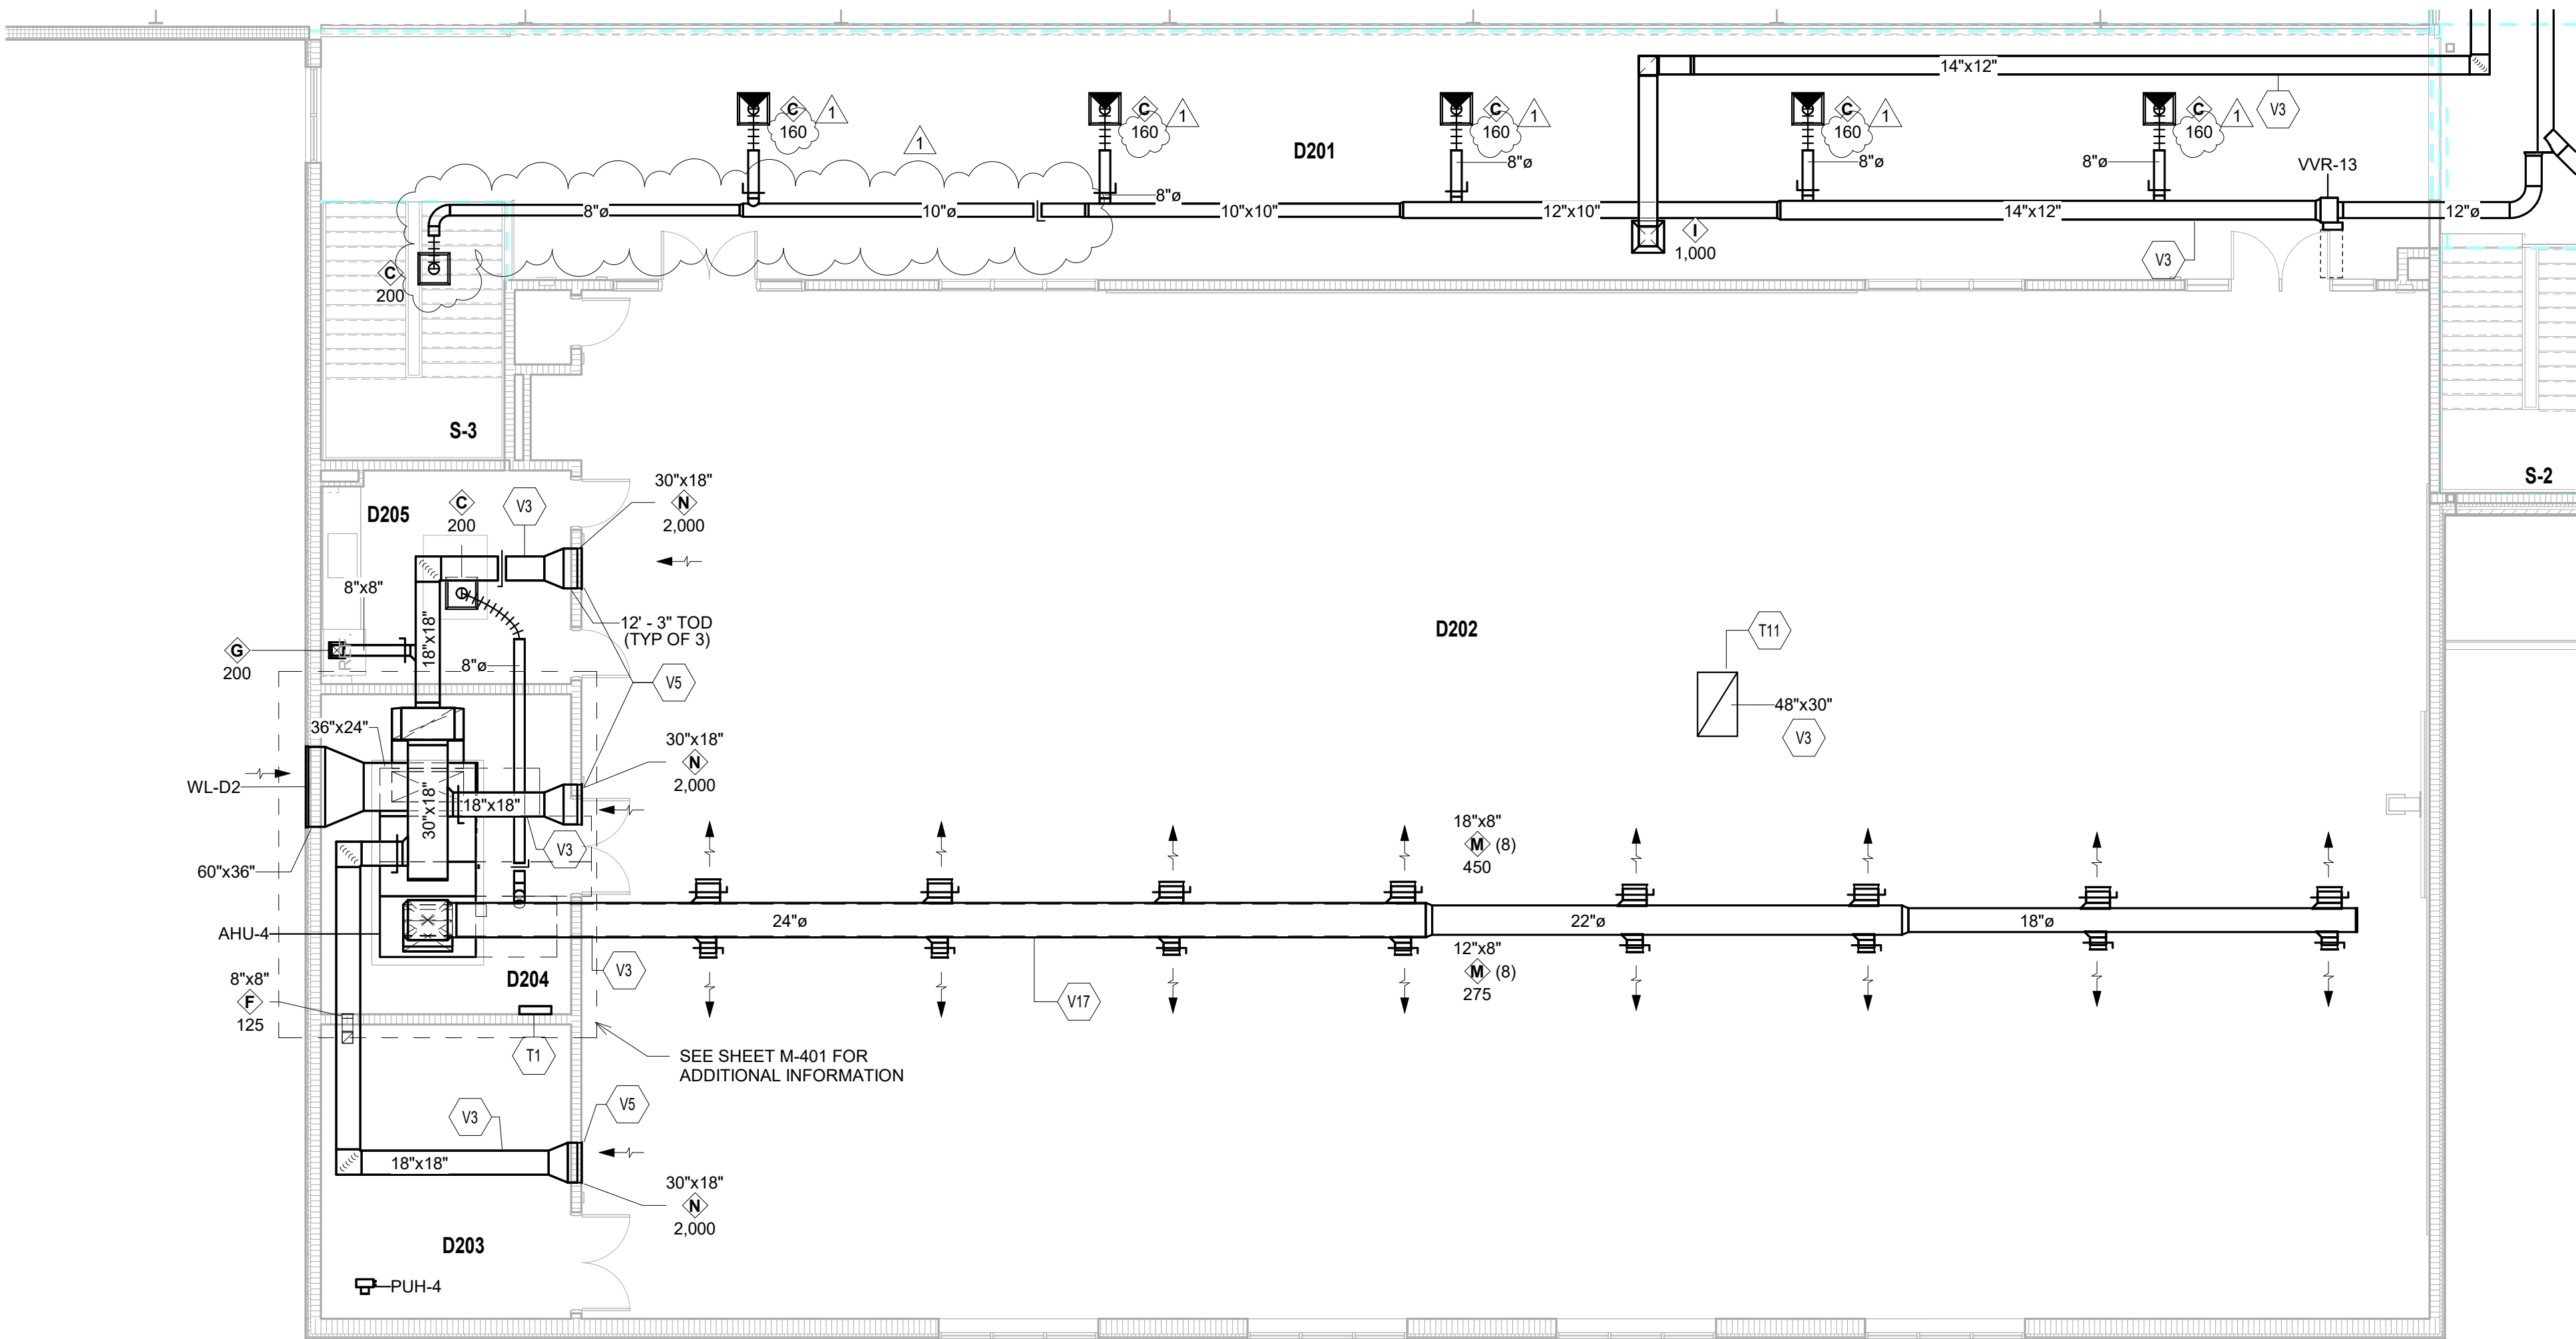 14"x12"
V3
C
160
1
C
160
1
C
160
1
C
160
1
C
160
1
1
D201
8"ø
8"ø
8"ø
8"ø
VVR-13
8"ø
10"ø
10"x10"
12"x10"
14"x12"
12"ø
I
1,000
V3
C
200
S-3
S-2
D205
C
200
V3
30"x18"
N
2,000
8"x8"
18"x18"
12' - 3" TOD
(TYP OF 3)
G
200
8"ø
V5
D202
T11
48"x30"
V3
36"x24"
30"x18"
N
2,000
WL-D2
30"x18"
18"x18"
V3
60"x36"
18"x8"
M (8)
450
AHU-4
24"ø
22"ø
18"ø
12"x8"
M (8)
275
V3
V17
D204
8"x8"
F
125
T1
SEE SHEET M-401 FOR
ADDITIONAL INFORMATION
V5
V3
18"x18"
30"x18"
N
2,000
D203
PUH-4